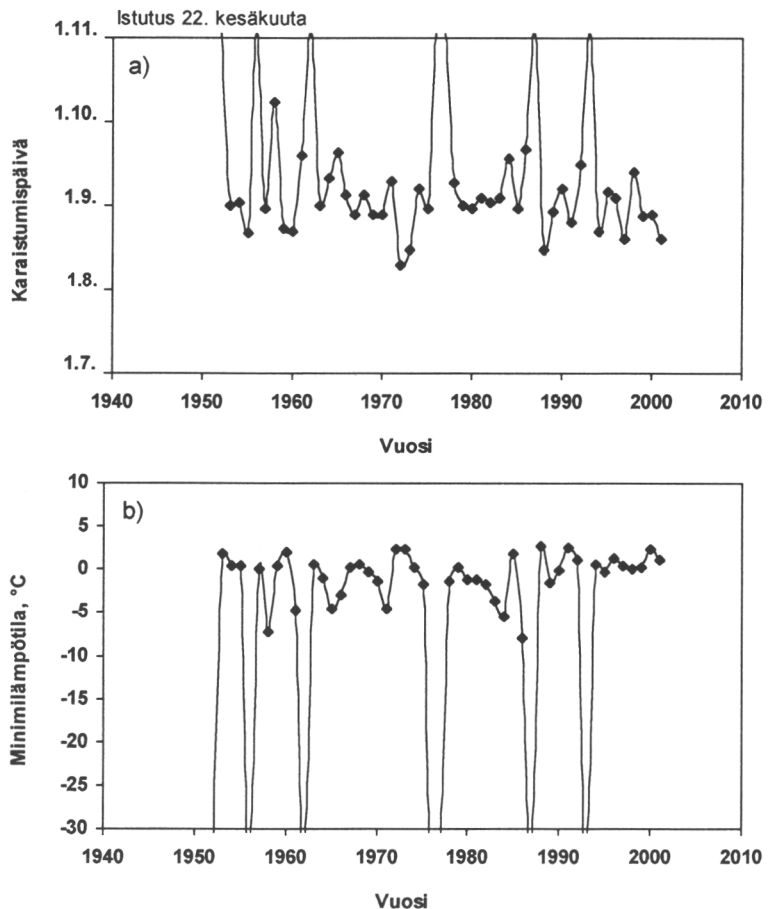 Istutus 22. kesäkuuta
a)
1.11.
1.10.
1.9.
1.8.
1.7.
Karaistumispäivä
1940 1950 1960 1970 1980 1990 2000 2010
Vuosi
b)
10
5
0
-5
-10
-15
-20
-25
-30
Minimilämpötila, °C
1940 1950 1960 1970 1980 1990 2000 2010
Vuosi